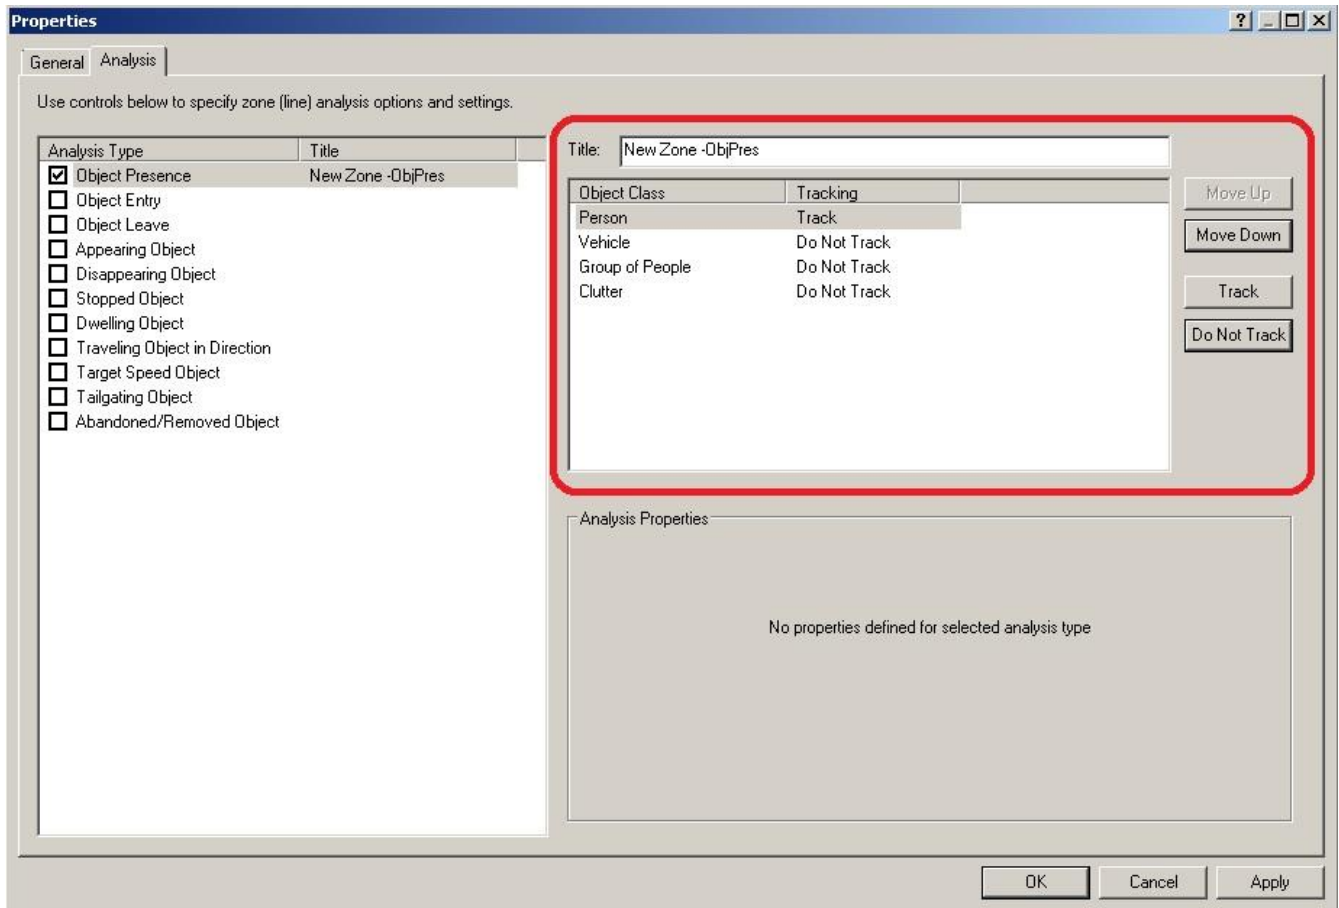 Properties
General Analysis
Use controls below to specify zone (line) analysis options and settings.
Analysis Type Title
Object Presence New Zone -ObjPres
Object Entry
Object Leave
Appearing Object
Disappearing Object
Stopped Object
Dwelling Object
Traveling Object in Direction
Target Speed Object
Tailgating Object
Abandoned/Removed Object
Title: New Zone -ObjPres
Object Class Tracking
Person Track
Vehicle Do Not Track
Group of People Do Not Track
Clutter Do Not Track
Move Up
Move Down
Track
Do Not Track
Analysis Properties
No properties defined for selected analysis type
OK Cancel Apply